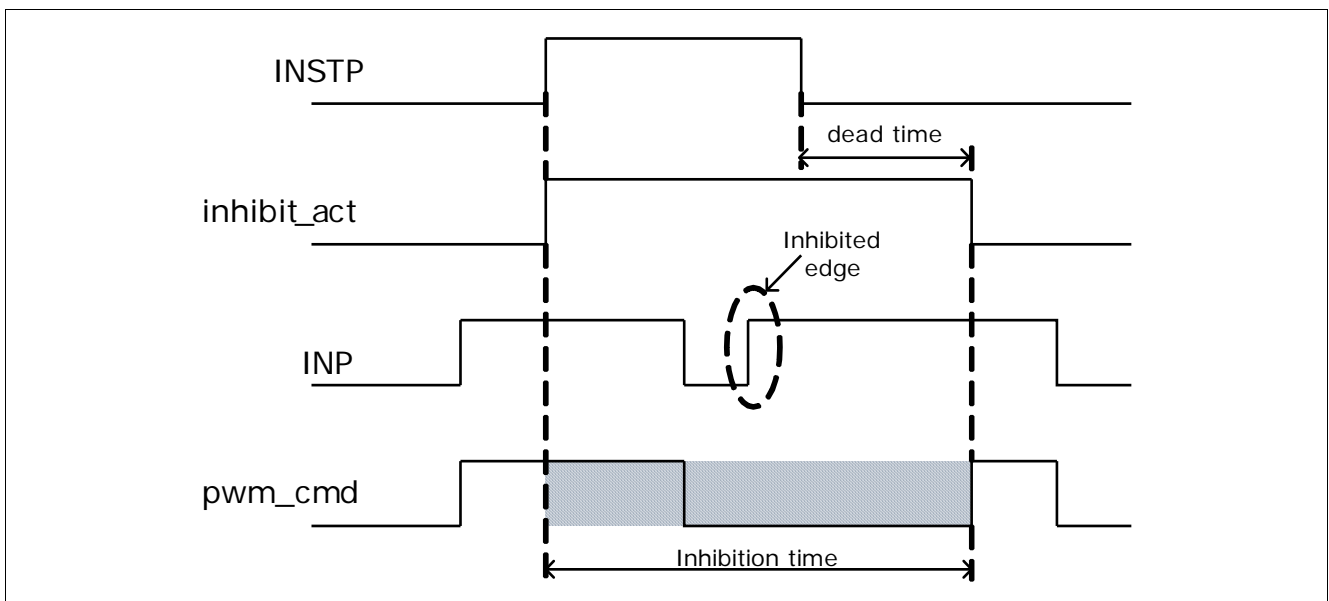 INSTP
dead time
inhibit_act
Inhibited
edge
INP
pwm_cmd
Inhibition time